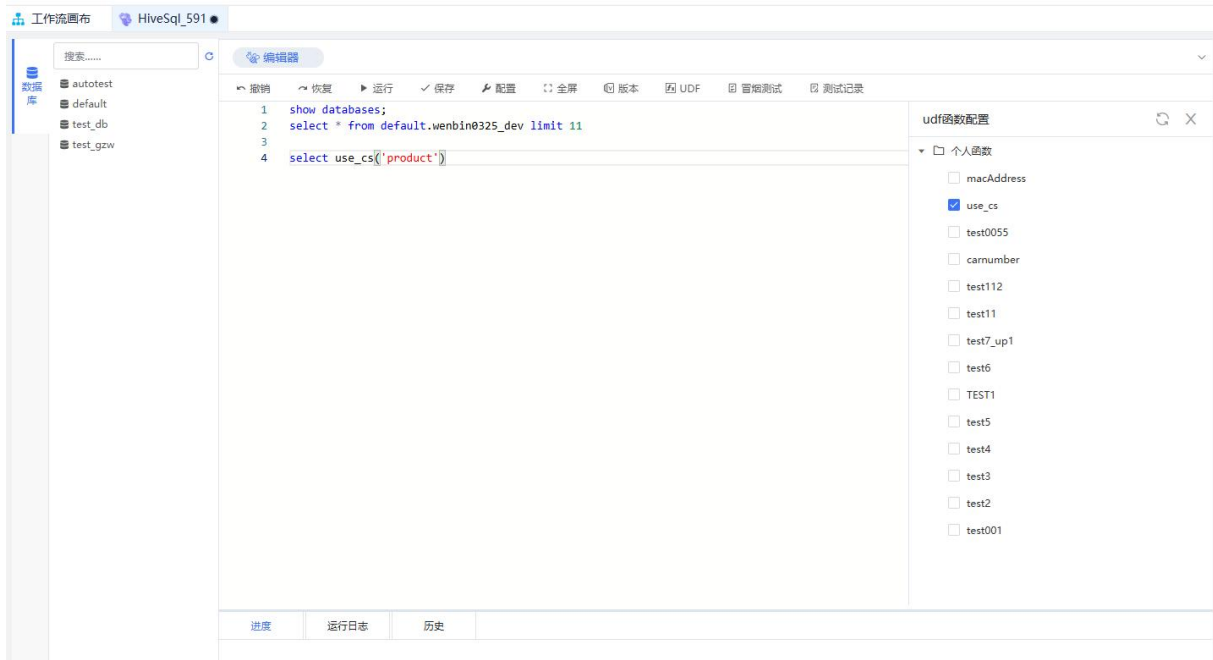 工作流画布 HiveSql_591
数据库
搜索......
autotest
default
test_db
test_gzw
编辑器
撤销 恢复 运行 保存 配置 全屏 版本 UDF 冒烟测试 测试记录
1 show databases;
2 select * from default.wenbin0325_dev limit 11
3
4 select use_cs('product')
udf函数配置
个人函数
macAddress
use_cs
test0055
carnumber
test112
test11
test7_up1
test6
TEST1
test5
test4
test3
test2
test001
进度 运行日志 历史